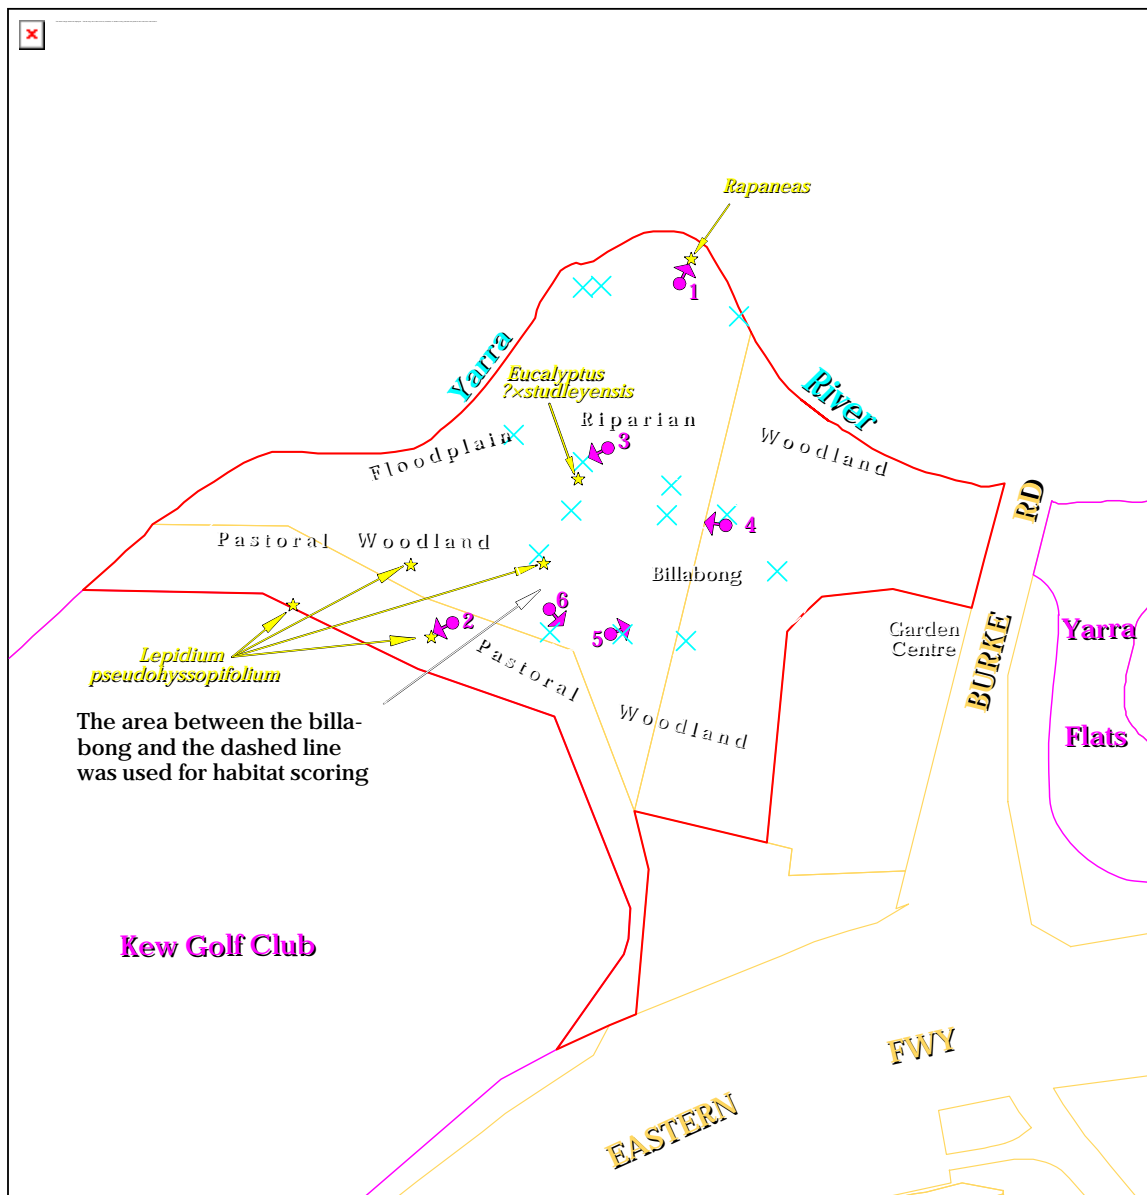 Rapaneas
1
Yarra
River
Eucalyptus
?×studleyensis
Riparian
Woodland
3
Floodplain
RD
4
Pastoral Woodland
Billabong
6
2
5
Garden
Centre
BURKE
Yarra
Flats
Lepidium
pseudohyssopifolium
Pastoral
Woodland
The area between the billa-
bong and the dashed line
was used for habitat scoring
Kew Golf Club
FWY
EASTERN